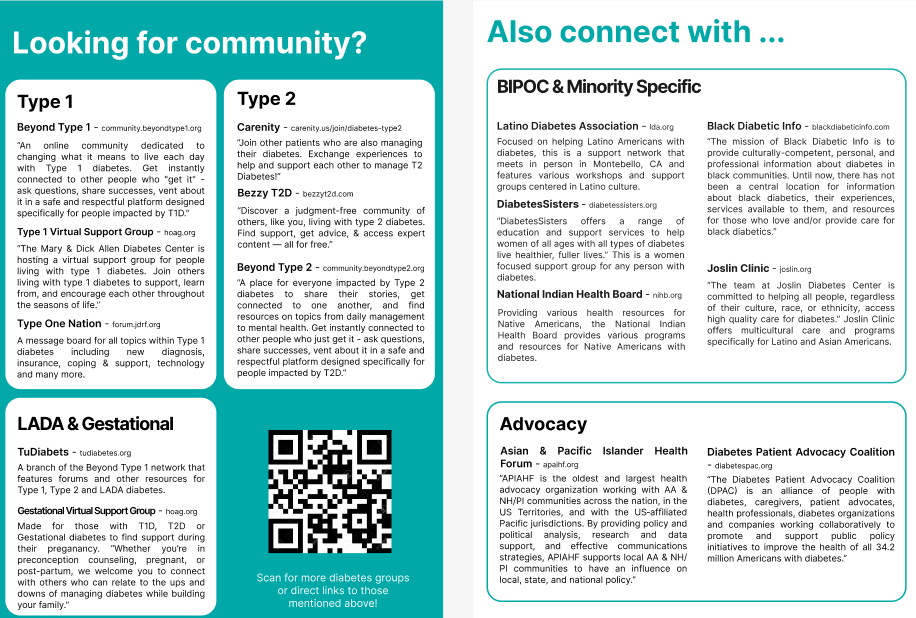 Looking for community?
Type 1
Beyond Type 1 - community.beyondtype1.org
"An online community dedicated to
changing what it means to live each day
with Type 1 diabetes. Get instantly
connected to other people who "get it" -
ask questions, share successes, vent about
it in a safe and respectful platform designed
specifically for people impacted by T1D."
Type 1 Virtual Support Group - hoag.org
"The Mary & Dick Allen Diabetes Center is
hosting a virtual support group for people
living with type 1 diabetes. Join others
living with type 1 diabetes to support, learn
from, and encourage each other throughout
the seasons of life."
Type One Nation - forum.jdrf.org
A message board for all topics within Type 1
diabetes including new diagnosis,
insurance, coping & support, technology
and many more.
Type 2
Carenity - carenity.us/join/diabetes-type2
"Join other patients who are also managing
their diabetes. Exchange experiences to
help and support each other to manage T2
Diabetes!"
Bezzy T2D - bezzyt2d.com
"Discover a judgment-free community of
others, like you, living with type 2 diabetes.
Find support, get advice, & access expert
content — all for free."
Beyond Type 2 - community.beyondtype2.org
"A place for everyone impacted by Type 2
diabetes to share their stories, get
connected to one another, and find
resources on topics from daily management
to mental health. Get instantly connected to
other people who just get it - ask questions,
share successes, vent about it in a safe and
respectful platform designed specifically for
people impacted by T2D."
LADA & Gestational
TuDiabets - tudiabetes.org
A branch of the Beyond Type 1 network that
features forums and other resources for
Type 1, Type 2 and LADA diabetes.
Gestational Virtual Support Group - hoag.org
Made for those with T1D, T2D or
Gestational diabetes to find support during
their preganancy. "Whether you're in
preconception counseling, pregnant, or
post-partum, we welcome you to connect
with others who can relate to the ups and
downs of managing diabetes while building
your family."
Scan for more diabetes groups
or direct links to those
mentioned above!
Also connect with ...
BIPOC & Minority Specific
Latino Diabetes Association - lda.org
Focused on helping Latino Americans with
diabetes, this is a support network that
meets in person in Montebello, CA and
features various workshops and support
groups centered in Latino culture.
DiabetesSisters - diabetessisters.org
"DiabetesSisters offers a range of
education and support services to help
women of all ages with all types of diabetes
live healthier, fuller lives." This is a women
focused support group for any person with
diabetes.
National Indian Health Board - nihb.org
Providing various health resources for
Native Americans, the National Indian
Health Board provides various programs
and resources for Native Americans with
diabetes.
Black Diabetic Info - blackdiabeticinfo.com
"The mission of Black Diabetic Info is to
provide culturally-competent, personal, and
professional information about diabetes in
black communities. Until now, there has not
been a central location for information
about black diabetics, their experiences,
services available to them, and resources
for those who love and/or provide care for
black diabetics."
Joslin Clinic - joslin.org
"The team at Joslin Diabetes Center is
committed to helping all people, regardless
of their culture, race, or ethnicity, access
high quality care for diabetes." Joslin Clinic
offers multicultural care and programs
specifically for Latino and Asian Americans.
Advocacy
Asian & Pacific Islander Health
Forum - apaihf.org
"APIAHF is the oldest and largest health
advocacy organization working with AA &
NH/PI communities across the nation, in the
US Territories, and with the US-affiliated
Pacific jurisdictions. By providing policy and
political analysis, research and data
support, and effective communications
strategies, APIAHF supports local AA & NH/
PI communities to have an influence on
local, state, and national policy."
Diabetes Patient Advocacy Coalition
- diabetespac.org
"The Diabetes Patient Advocacy Coalition
(DPAC) is an alliance of people with
diabetes, caregivers, patient advocates,
health professionals, diabetes organizations
and companies working collaboratively to
promote and support public policy
initiatives to improve the health of all 34.2
million Americans with diabetes."